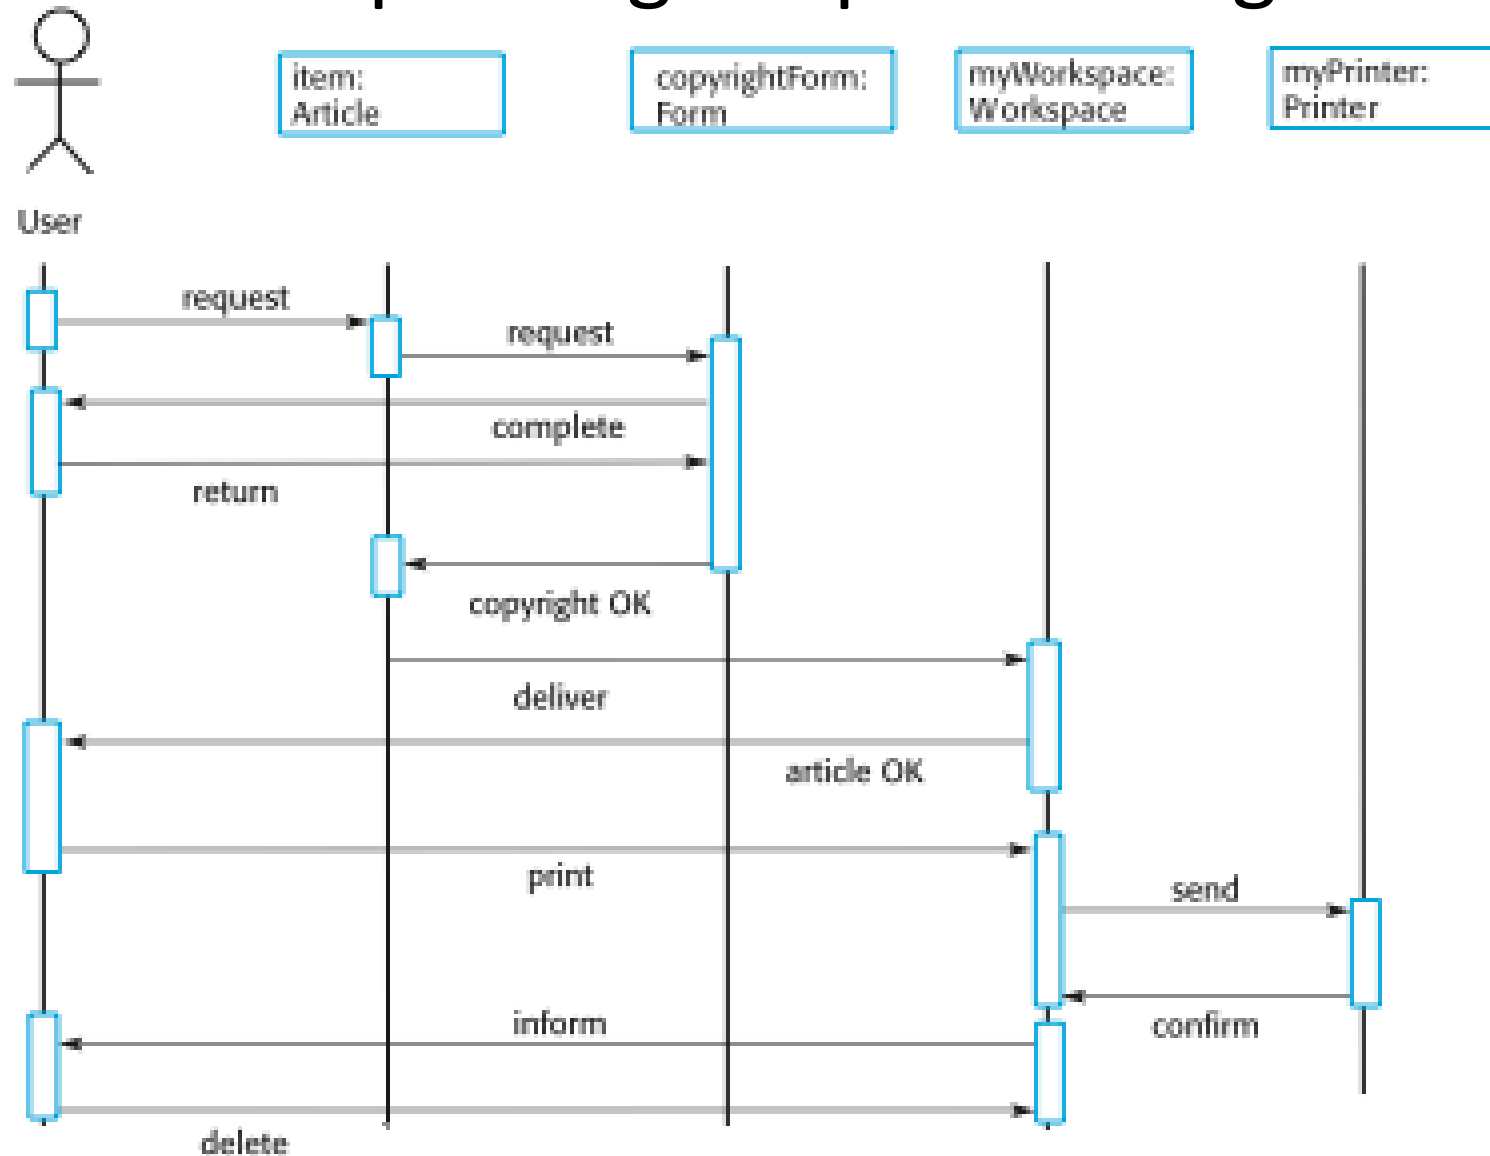 item:
Article
copyrightForm:
Form
myWorkspace:
Workspace
myPrinter:
Printer
User
request
request
complete
return
copyright OK
deliver
article OK
print
send
inform
confirm
delete